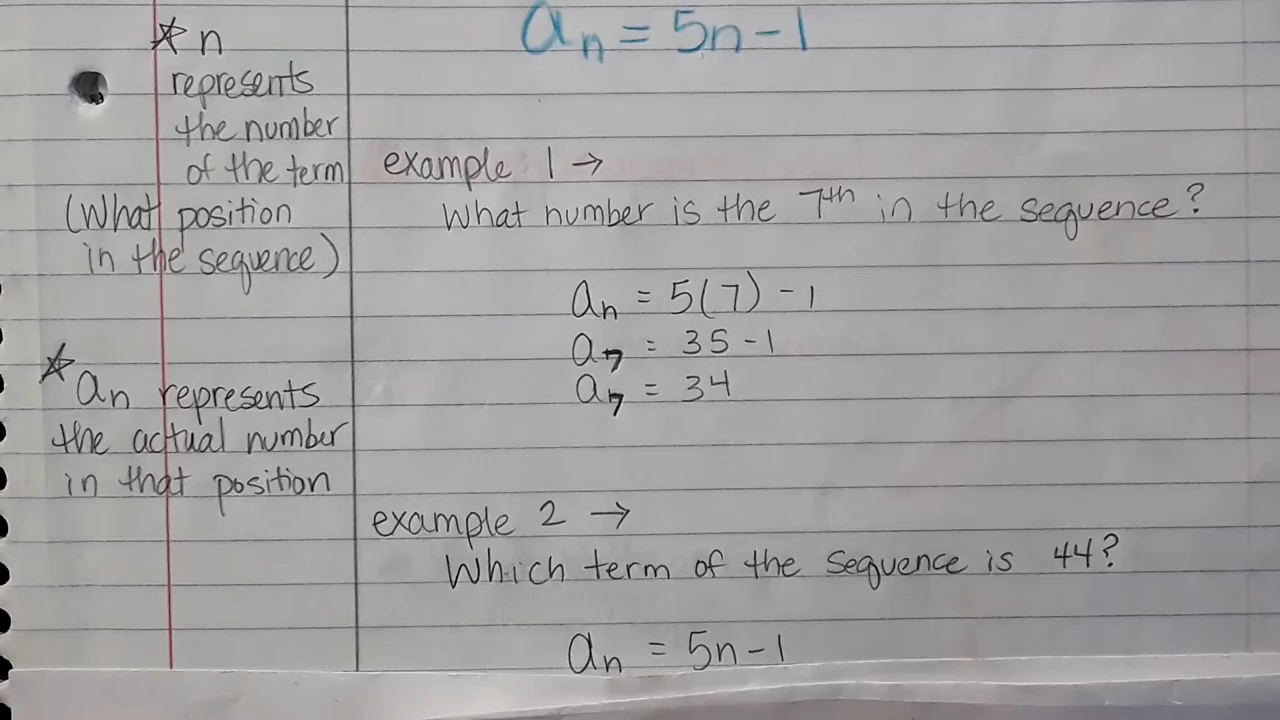 ☆ n
represents
the number
of the term
(What position
in the sequence)
☆ an represents
the actual number
in that position
an = 5n - 1
example 1 →
What number is the 7th in the sequence?
an = 5(7) - 1
a7 = 35 - 1
a7 = 34
example 2 →
Which term of the sequence is 44?
an = 5n - 1